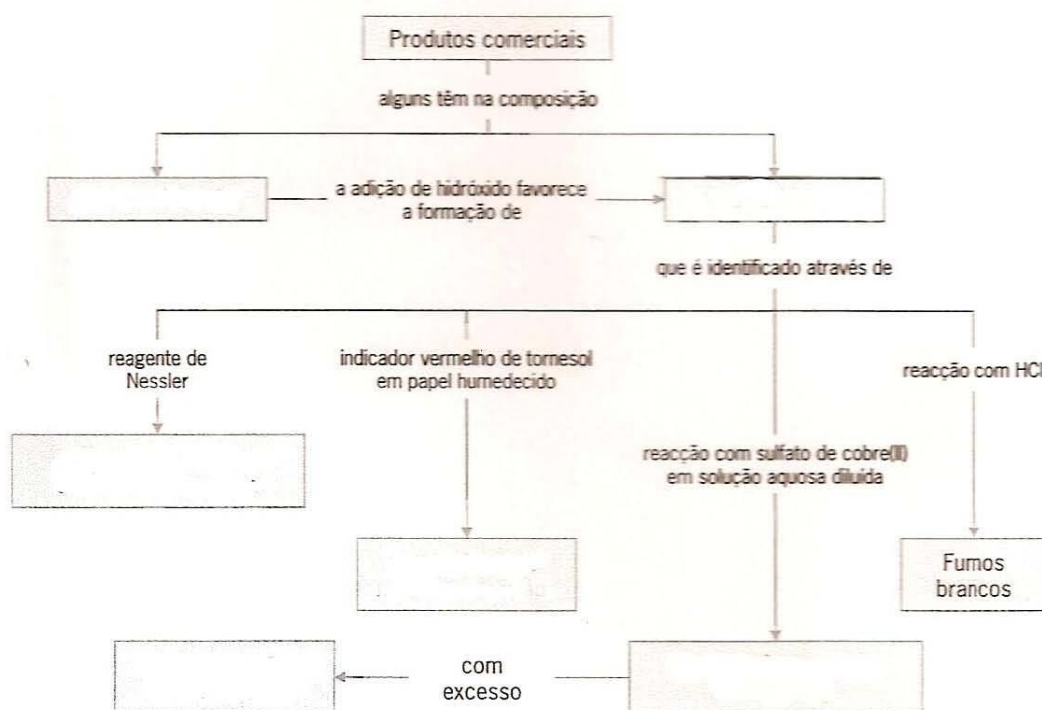 Produtos comerciais
alguns têm na composição
a adição de hidróxido favorece
a formação de
que é identificado através de
reagente de
Nessler
indicador vermelho de tornesol
em papel humedecido
reacção com HCl
reacção com sulfato de cobre(II)
em solução aquosa diluída
Fumos
brancos
com
excesso